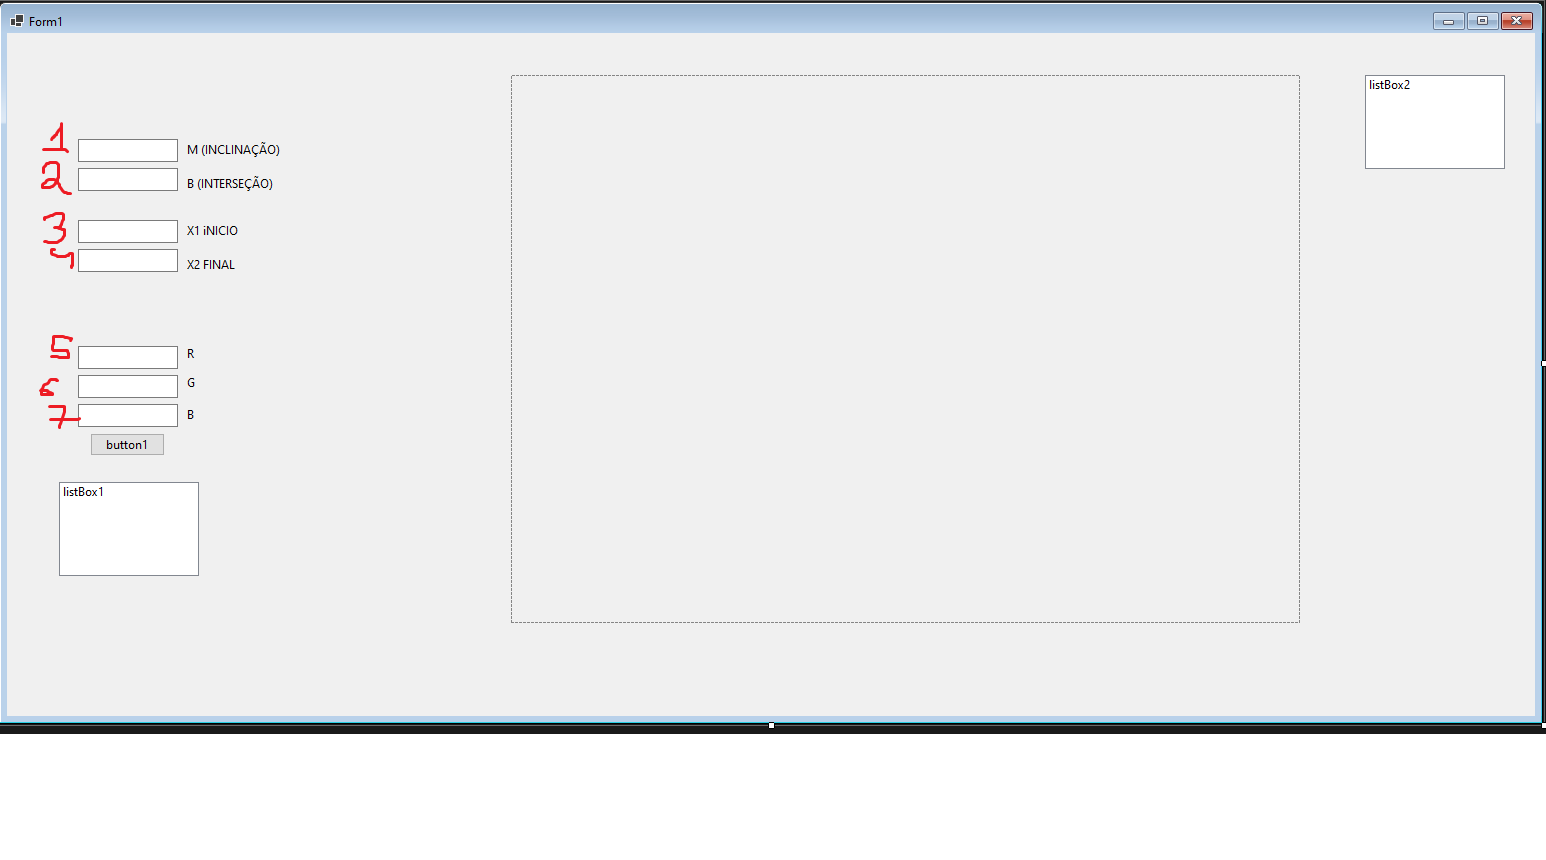 Form1
listBox2
1 M (INCLINAÇÃO)
2 B (INTERSEÇÃO)
3 X1 iNICIO
4 X2 FINAL
5 R
6 G
7 B
button1
listBox1